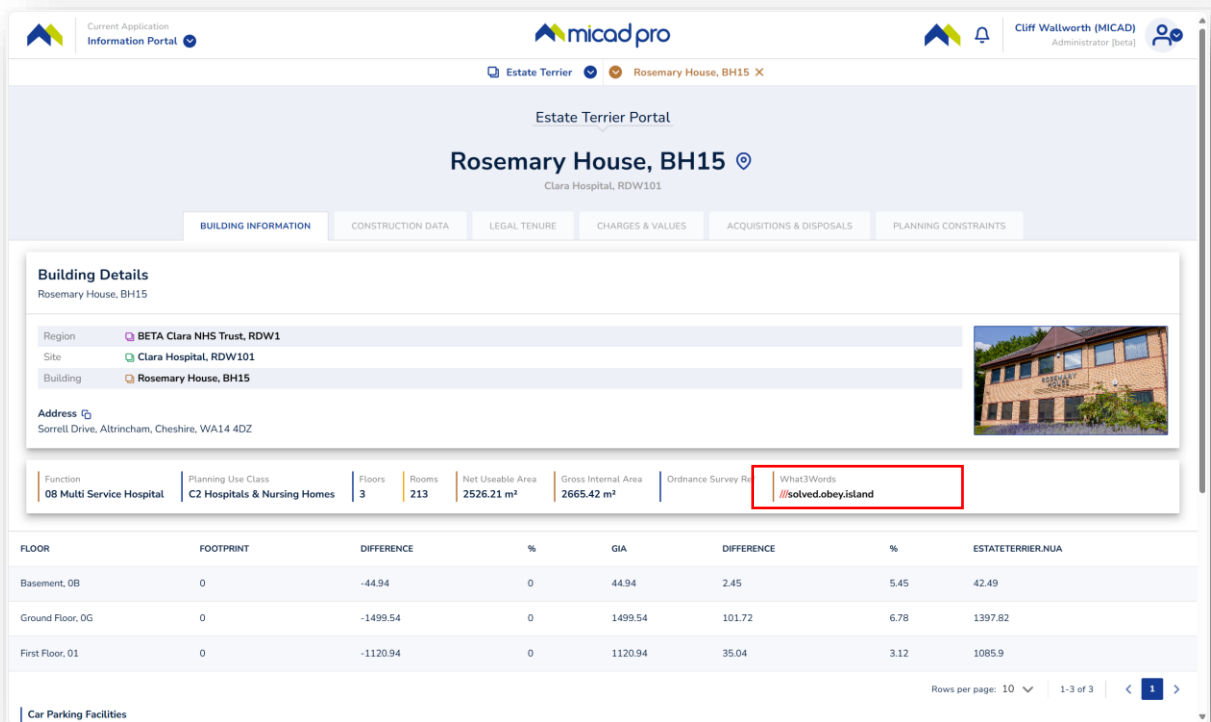 Current Application
Information Portal
micad pro
Cliff Wallworth (MICAD)
Administrator [beta]
Estate Terrier
Rosemary House, BH15
Estate Terrier Portal
Rosemary House, BH15
Clara Hospital, RDW101
BUILDING INFORMATION CONSTRUCTION DATA LEGAL TENURE CHARGES & VALUES ACQUISITIONS & DISPOSALS PLANNING CONSTRAINTS
Building Details
Rosemary House, BH15
Region BETA Clara NHS Trust, RDW1
Site Clara Hospital, RDW101
Building Rosemary House, BH15
ROSEMARY
HOUSE
Address
Sorrell Drive, Altrincham, Cheshire, WA14 4DZ
Function Planning Use Class Floors Rooms Net Useable Area Gross Internal Area Ordnance Survey Re What3Words
08 Multi Service Hospital C2 Hospitals & Nursing Homes 3 213 2526.21 m² 2665.42 m² ///solved.obey.island
FLOOR FOOTPRINT DIFFERENCE % GIA DIFFERENCE % ESTATETERRIER.NUA
Basement, 0B 0 -44.94 0 44.94 2.45 5.45 42.49
Ground Floor, 0G 0 -1499.54 0 1499.54 101.72 6.78 1397.82
First Floor, 01 0 -1120.94 0 1120.94 35.04 3.12 1085.9
Rows per page: 10 1-3 of 3 1
Car Parking Facilities